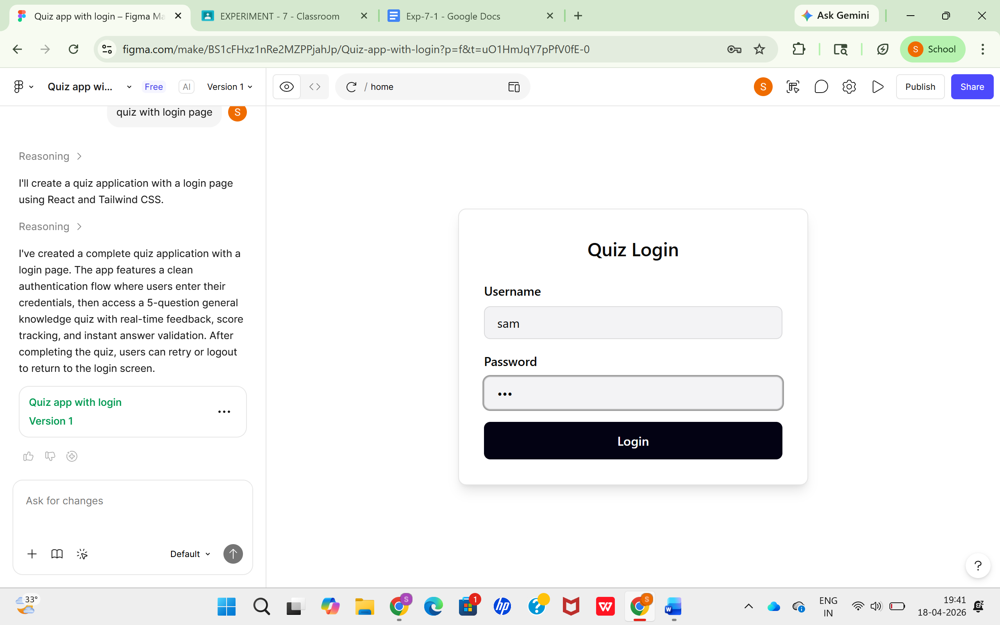 Quiz app with login – Figma Ma
EXPERIMENT - 7 - Classroom
Exp-7-1 - Google Docs
Ask Gemini
figma.com/make/BS1cFHxz1nRe2MZPPjahJp/Quiz-app-with-login?p=f&t=uO1HmJqY7pPfV0fE-0
S School
Quiz app wi...
Free
AI
Version 1
/ home
S
Publish
Share
quiz with login page
S
Reasoning
I'll create a quiz application with a login page
using React and Tailwind CSS.
Reasoning
I've created a complete quiz application with a
login page. The app features a clean
authentication flow where users enter their
credentials, then access a 5-question general
knowledge quiz with real-time feedback, score
tracking, and instant answer validation. After
completing the quiz, users can retry or logout
to return to the login screen.
Quiz app with login
Version 1
Ask for changes
Default
Quiz Login
Username
sam
Password
•••
Login
?
33°
S
1
hp
?
W
S
W
ENG
IN
19:41
18-04-2026